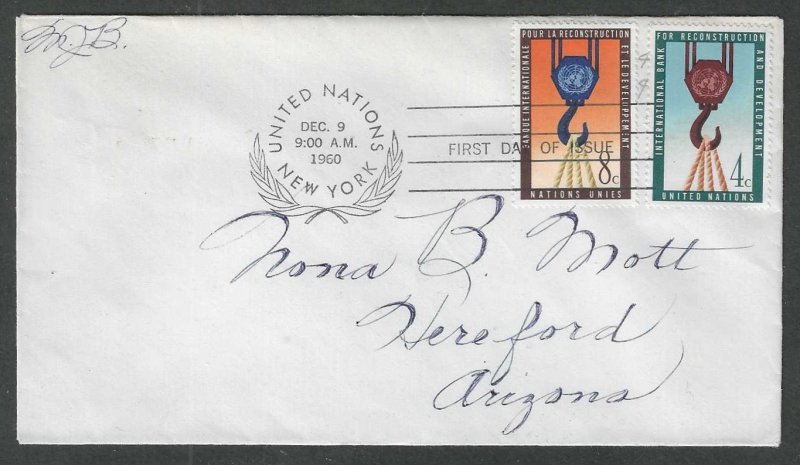 M.J.B.
UNITED NATIONS
DEC. 9
9:00 A.M.
1960
NEW YORK
FIRST DAY OF ISSUE
BANQUE INTERNATIONALE
POUR LA RECONSTRUCTION
ET LE DEVELOPPEMENT
8c
NATIONS UNIES
INTERNATIONAL BANK
FOR RECONSTRUCTION
AND DEVELOPMENT
4c
UNITED NATIONS
Nona B. Mott
Hereford
Arizona